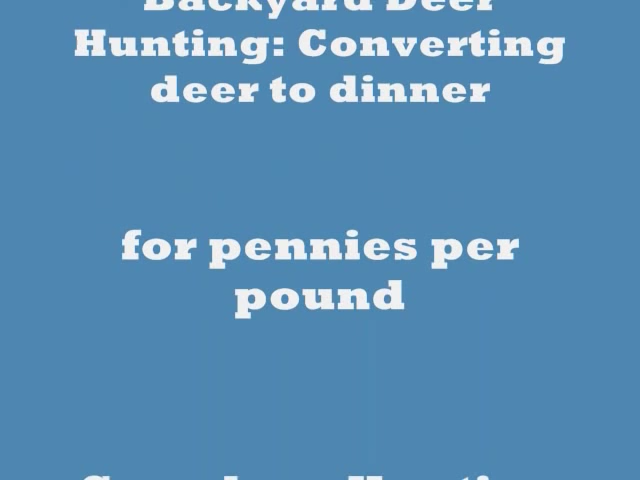 Backyard Deer
Hunting: Converting
deer to dinner
for pennies per
pound